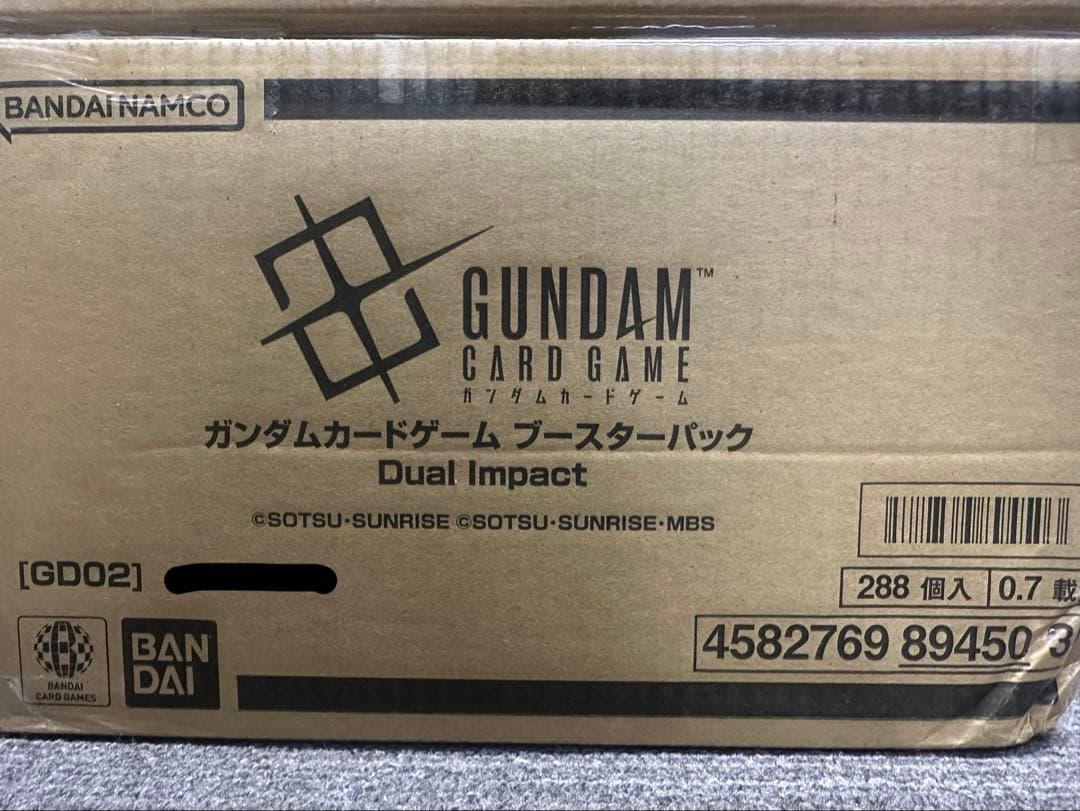 BANDAI NAMCO
GUNDAM™
CARD GAME
ガンダムカードゲーム
ガンダムカードゲーム ブースターパック
Dual Impact
©SOTSU・SUNRISE ©SOTSU・SUNRISE・MBS
[GD02]
288 個入 0.7 載
4582769 89450 3
BANDAI
CARD GAMES
BAN
DAI